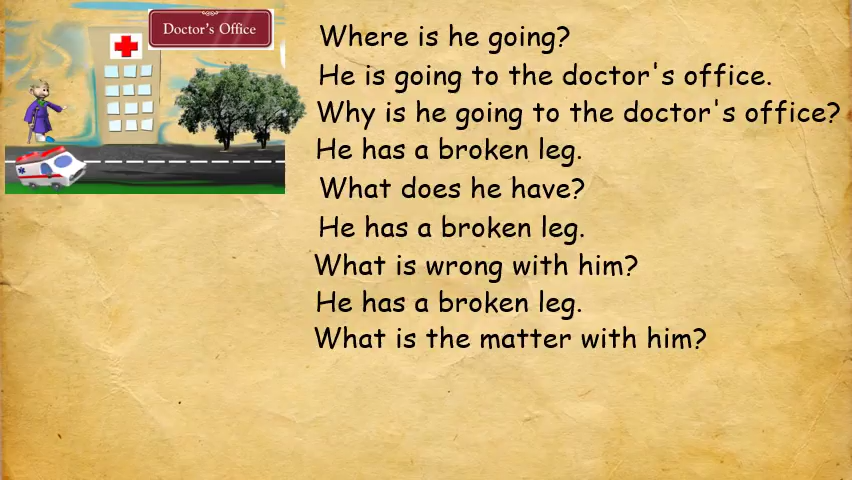 Doctor's Office
Where is he going?
He is going to the doctor's office.
Why is he going to the doctor's office?
He has a broken leg.
What does he have?
He has a broken leg.
What is wrong with him?
He has a broken leg.
What is the matter with him?